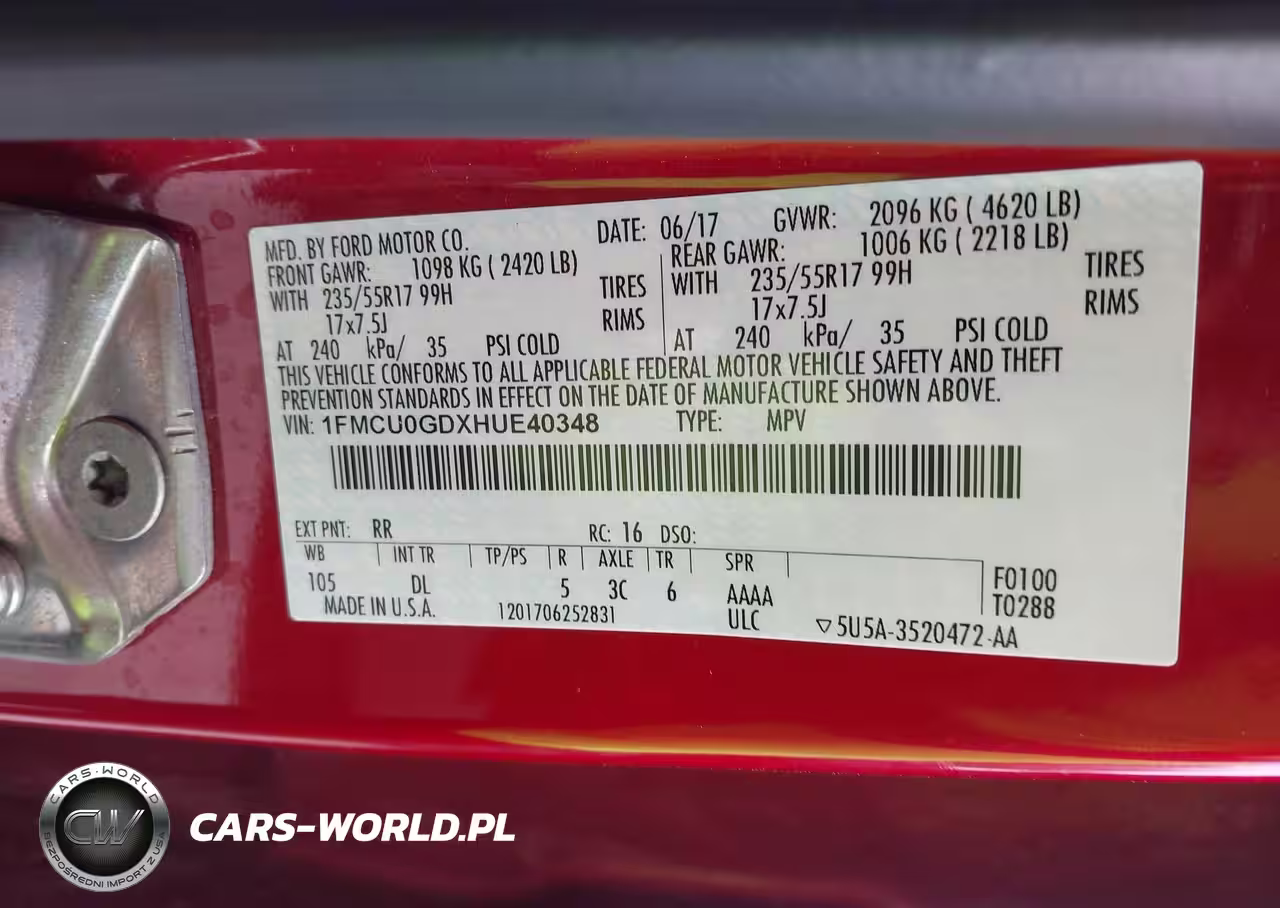 MFD. BY FORD MOTOR CO. DATE: 06/17 GVWR: 2096 KG ( 4620 LB)
FRONT GAWR: 1098 KG ( 2420 LB) REAR GAWR: 1006 KG ( 2218 LB)
WITH 235/55R17 99H TIRES WITH 235/55R17 99H TIRES
17x7.5J RIMS 17x7.5J RIMS
AT 240 kPa/ 35 PSI COLD AT 240 kPa/ 35 PSI COLD
THIS VEHICLE CONFORMS TO ALL APPLICABLE FEDERAL MOTOR VEHICLE SAFETY AND THEFT
PREVENTION STANDARDS IN EFFECT ON THE DATE OF MANUFACTURE SHOWN ABOVE.
VIN: 1FMCU0GDXHUE40348 TYPE: MPV
EXT PNT: RR RC: 16 DSO:
WB INT TR TP/PS R AXLE TR SPR
105 DL 5 3C 6 AAAA F0100
T0288
MADE IN U.S.A. 1201706252831 ULC ▽5U5A-3520472-AA
CARS-WORLD
CW
BEZPOŚREDNI IMPORT Z USA
CARS-WORLD.PL